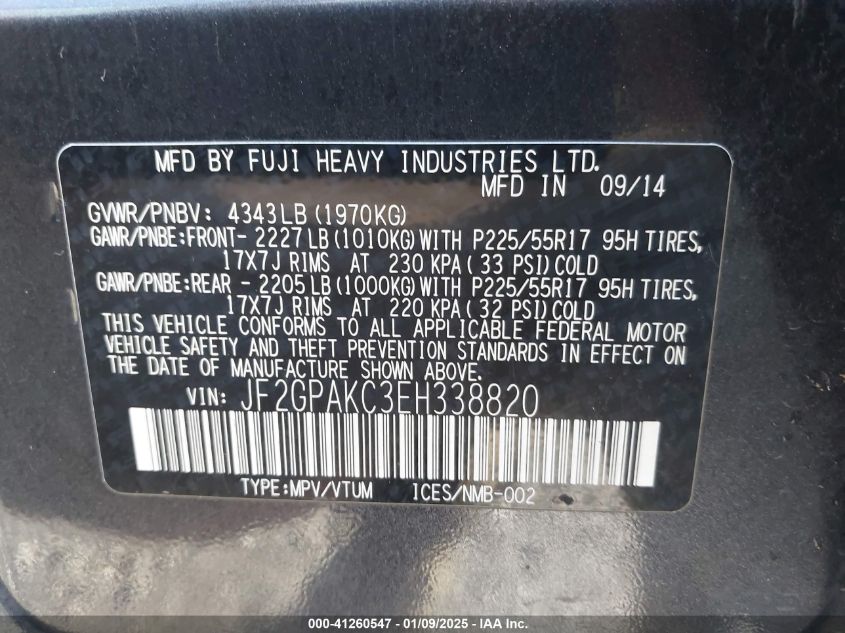 MFD BY FUJI HEAVY INDUSTRIES LTD.
MFD IN 09/14
GVWR/PNBV: 4343LB (1970KG)
GAWR/PNBE:FRONT- 2227LB (1010KG) WITH P225/55R17 95H TIRES,
17X7J RIMS AT 230 KPA ( 33 PSI) COLD
GAWR/PNBE:REAR - 2205LB (1000KG) WITH P225/55R17 95H TIRES,
17X7J RIMS AT 220 KPA ( 32 PSI) COLD
THIS VEHICLE CONFORMS TO ALL APPLICABLE FEDERAL MOTOR
VEHICLE SAFETY AND THEFT PREVENTION STANDARDS IN EFFECT ON
THE DATE OF MANUFACTURE SHOWN ABOVE.
VIN: JF2GPAKC3EH338820
TYPE:MPV/VTUM ICES/NMB-002
000-41260547 - 01/09/2025 - IAA Inc.